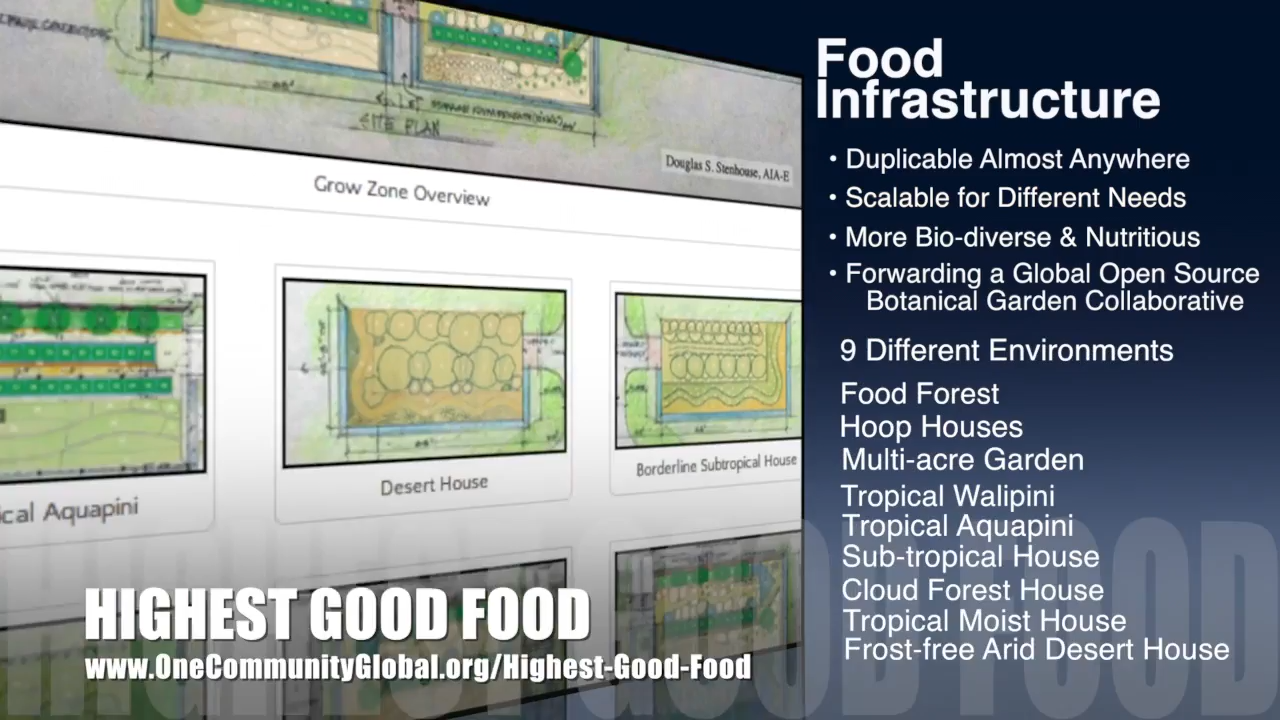 SITE PLAN
Douglas S. Stenhouse, AIA-E
Grow Zone Overview
ical Aquapini
Desert House
Borderline Subtropical House
HIGHEST GOOD FOOD
www.OneCommunityGlobal.org/Highest-Good-Food
Food
Infrastructure
• Duplicable Almost Anywhere
• Scalable for Different Needs
• More Bio-diverse & Nutritious
• Forwarding a Global Open Source
Botanical Garden Collaborative
9 Different Environments
Food Forest
Hoop Houses
Multi-acre Garden
Tropical Walipini
Tropical Aquapini
Sub-tropical House
Cloud Forest House
Tropical Moist House
Frost-free Arid Desert House
HIGHEST GOOD FOOD